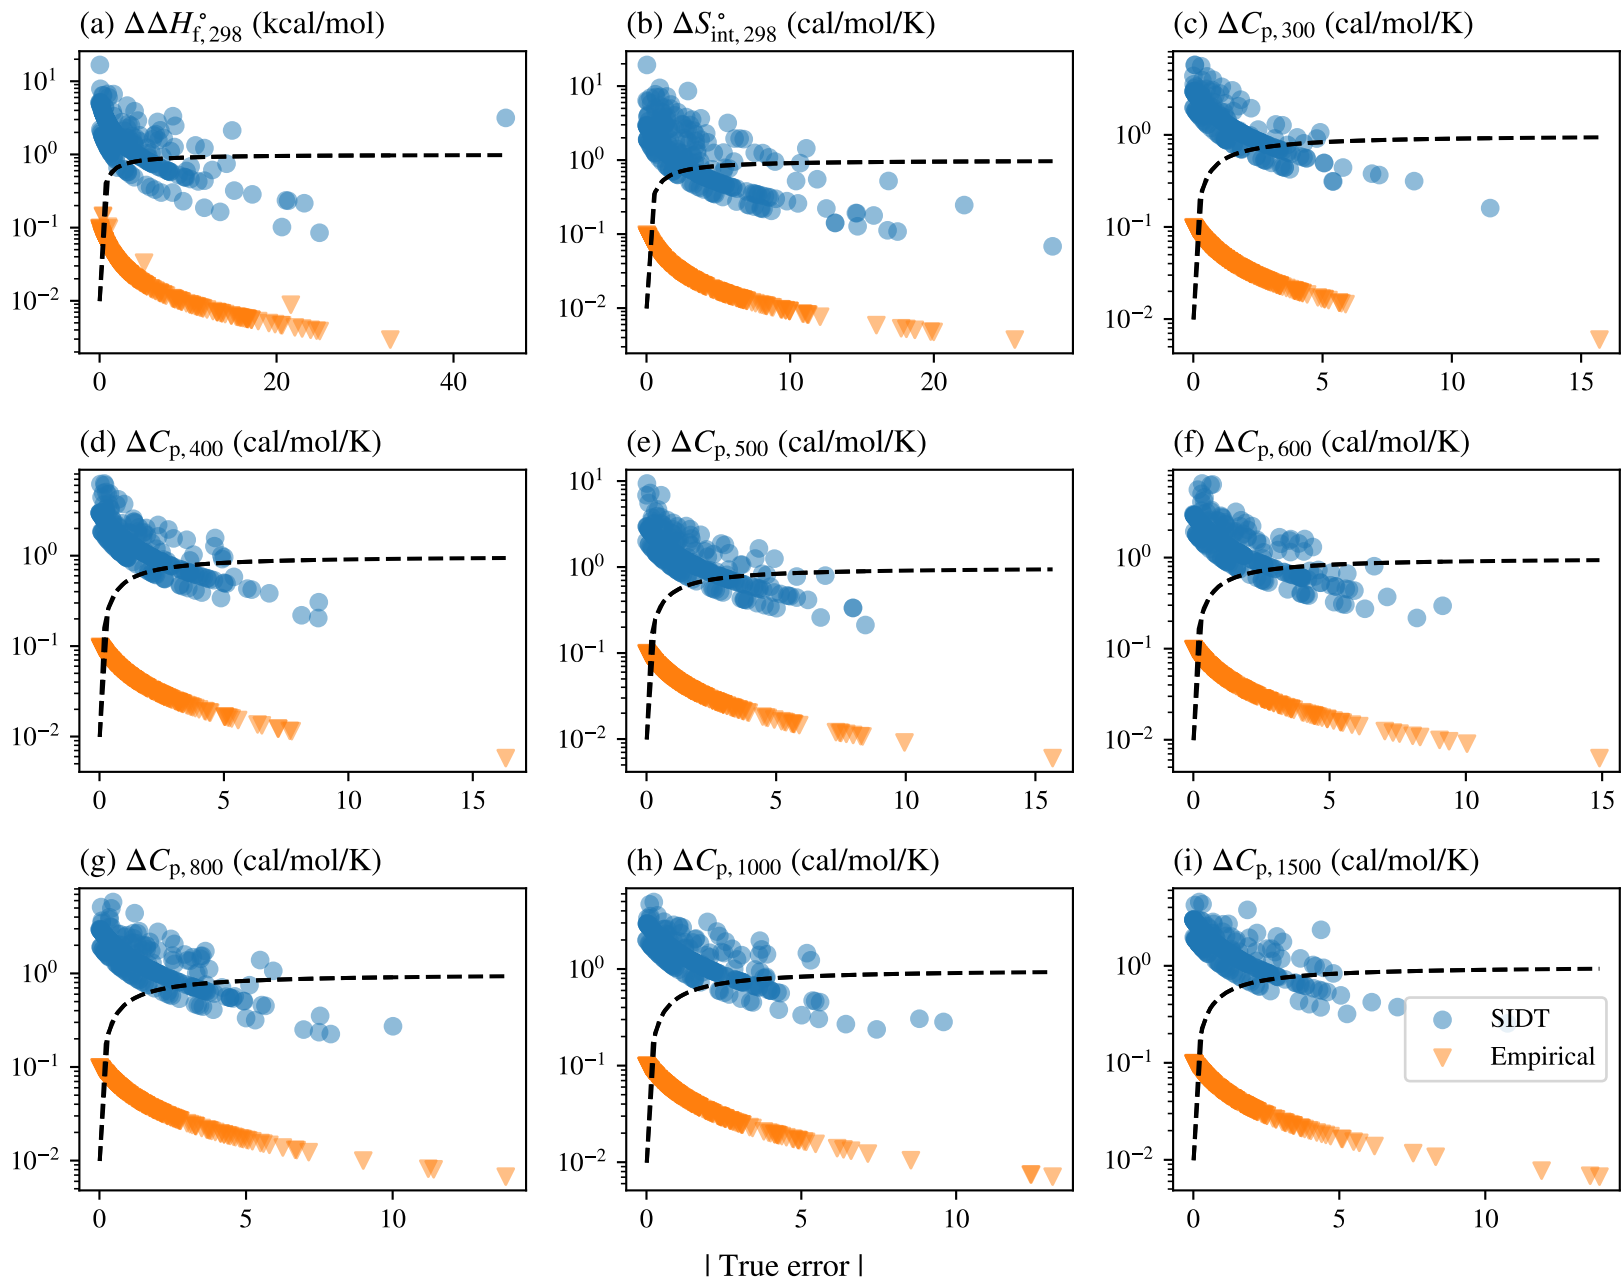 (a) ΔΔH°f, 298 (kcal/mol)
(b) ΔS°int, 298 (cal/mol/K)
(c) ΔCp, 300 (cal/mol/K)
10¹
10⁰
10⁻¹
10⁻²
0 20 40
10¹
10⁰
10⁻¹
10⁻²
0 10 20
10⁰
10⁻¹
10⁻²
0 5 10 15
(d) ΔCp, 400 (cal/mol/K)
(e) ΔCp, 500 (cal/mol/K)
(f) ΔCp, 600 (cal/mol/K)
10⁰
10⁻¹
10⁻²
0 5 10 15
10¹
10⁰
10⁻¹
10⁻²
0 5 10 15
10⁰
10⁻¹
10⁻²
0 5 10 15
(g) ΔCp, 800 (cal/mol/K)
(h) ΔCp, 1000 (cal/mol/K)
(i) ΔCp, 1500 (cal/mol/K)
10⁰
10⁻¹
10⁻²
0 5 10
10⁰
10⁻¹
10⁻²
0 5 10
10⁰
10⁻¹
10⁻²
0 5 10
SIDT
Empirical
| True error |